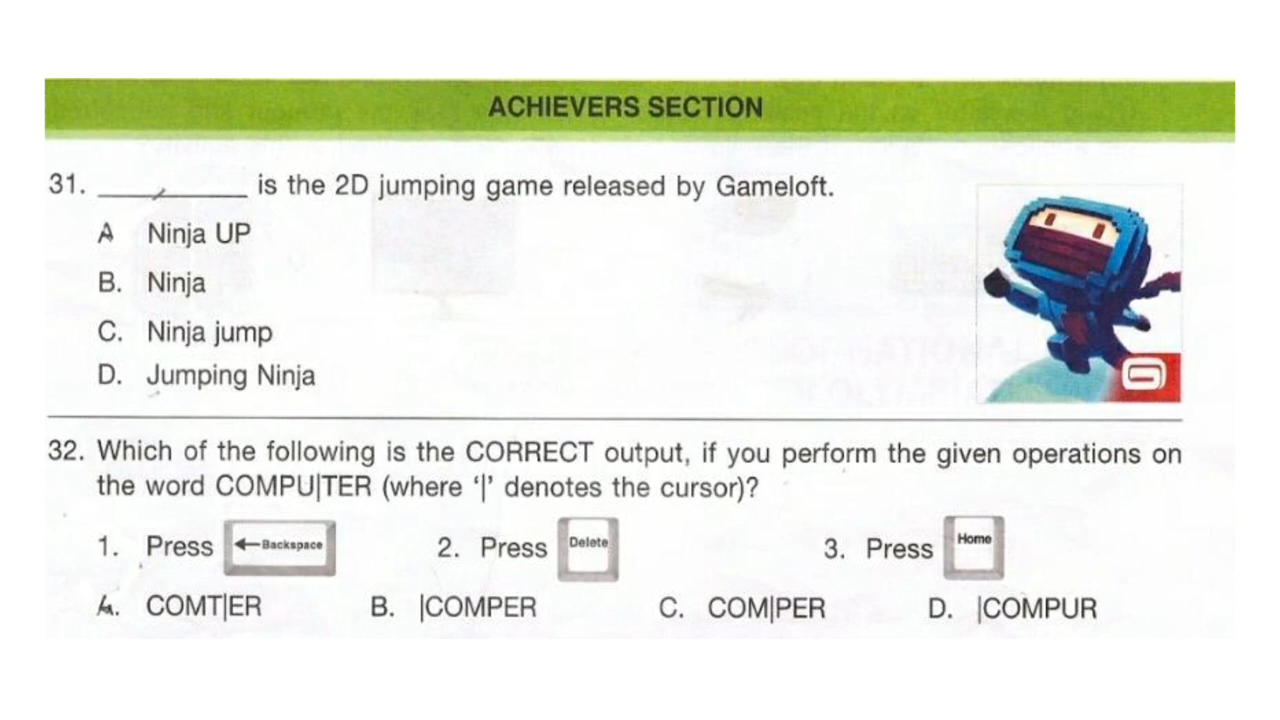 ACHIEVERS SECTION
31. ________ is the 2D jumping game released by Gameloft.
A Ninja UP
B. Ninja
C. Ninja jump
D. Jumping Ninja
32. Which of the following is the CORRECT output, if you perform the given operations on
the word COMPU|TER (where ‘|’ denotes the cursor)?
1. Press ←Backspace 2. Press Delete 3. Press Home
A. COMT|ER B. |COMPER C. COM|PER D. |COMPUR